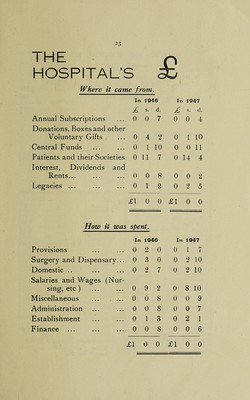 25
THE
HOSPITAL'S £
Where it came from.
In 1946 In 1947
£ s. d. £ s. d.
Annual Subscriptions ... 0 0 7 0 0 4
Donations, Boxes and other
Voluntary Gifts ... 0 4 2 0 1 10
Central Funds ... ... 0 1 10 0 0 11
Patients and their Societies 0 11 7 0 14 4
Interest, Dividends and
Rents... ... ... 0 0 8 0 0 2
Legacies ... ... ... 0 1 2 0 2 5
£1 0 0 £1 0 0
How it was spent.
In 1946 In 1947
Provisions ... ... 0 2 0 0 1 7
Surgery and Dispensary... 0 3 0 0 2 10
Domestic .. ... ... 0 2 7 0 2 10
Salaries and Wages (Nur-
sing, etc ) ... ... 0 9 2 0 8 10
Miscellaneous ... ... 0 0 8 0 0 9
Administration ... ... 0 0 8 0 0 7
Establishment ... ... 0 1 3 0 2 1
Finance ... ... ... 0 0 8 0 0 6
£1 0 0 £1 0 0